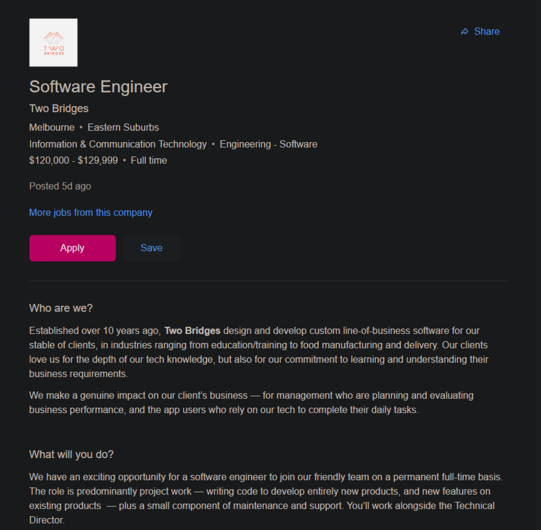 TWO
BRIDGES
Share
Software Engineer
Two Bridges
Melbourne • Eastern Suburbs
Information & Communication Technology • Engineering - Software
$120,000 - $129,999 • Full time
Posted 5d ago
More jobs from this company
Apply
Save
Who are we?
Established over 10 years ago, Two Bridges design and develop custom line-of-business software for our
stable of clients, in industries ranging from education/training to food manufacturing and delivery. Our clients
love us for the depth of our tech knowledge, but also for our commitment to learning and understanding their
business requirements.
We make a genuine impact on our client's business — for management who are planning and evaluating
business performance, and the app users who rely on our tech to complete their daily tasks.
What will you do?
We have an exciting opportunity for a software engineer to join our friendly team on a permanent full-time basis.
The role is predominantly project work — writing code to develop entirely new products, and new features on
existing products — plus a small component of maintenance and support. You'll work alongside the Technical
Director.